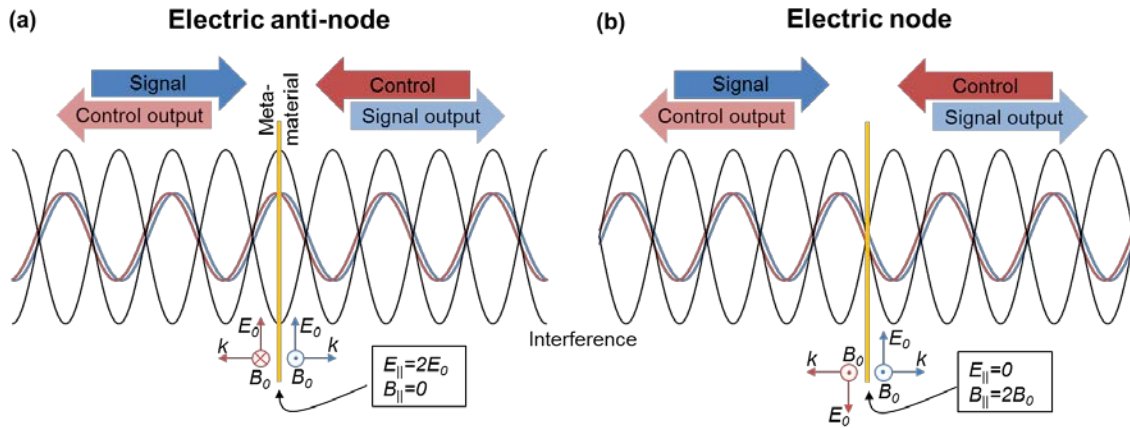 (a)
Electric anti-node
Signal
Control output
Meta-
material
Control
Signal output
E₀
k
B₀
E₀
k
B₀
E||=2E₀
B||=0
Interference
(b)
Electric node
Signal
Control output
Control
Signal output
k
B₀
E₀
E₀
k
B₀
E||=0
B||=2B₀